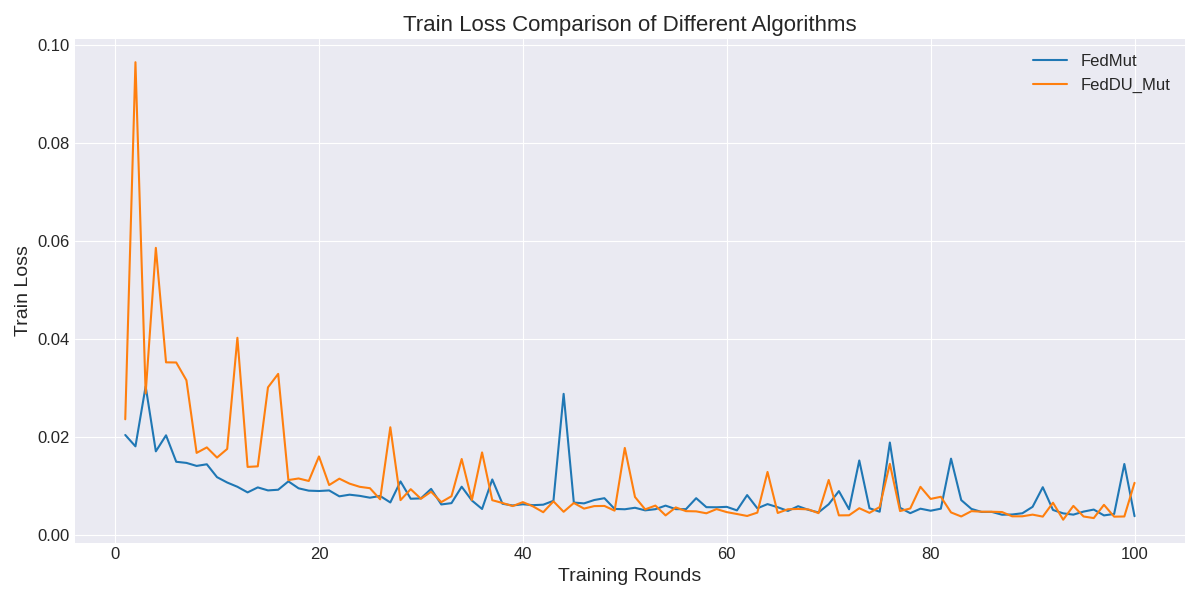 Train Loss Comparison of Different Algorithms
FedMut
FedDU_Mut
Train Loss
0.10
0.08
0.06
0.04
0.02
0.00
0 20 40 60 80 100
Training Rounds